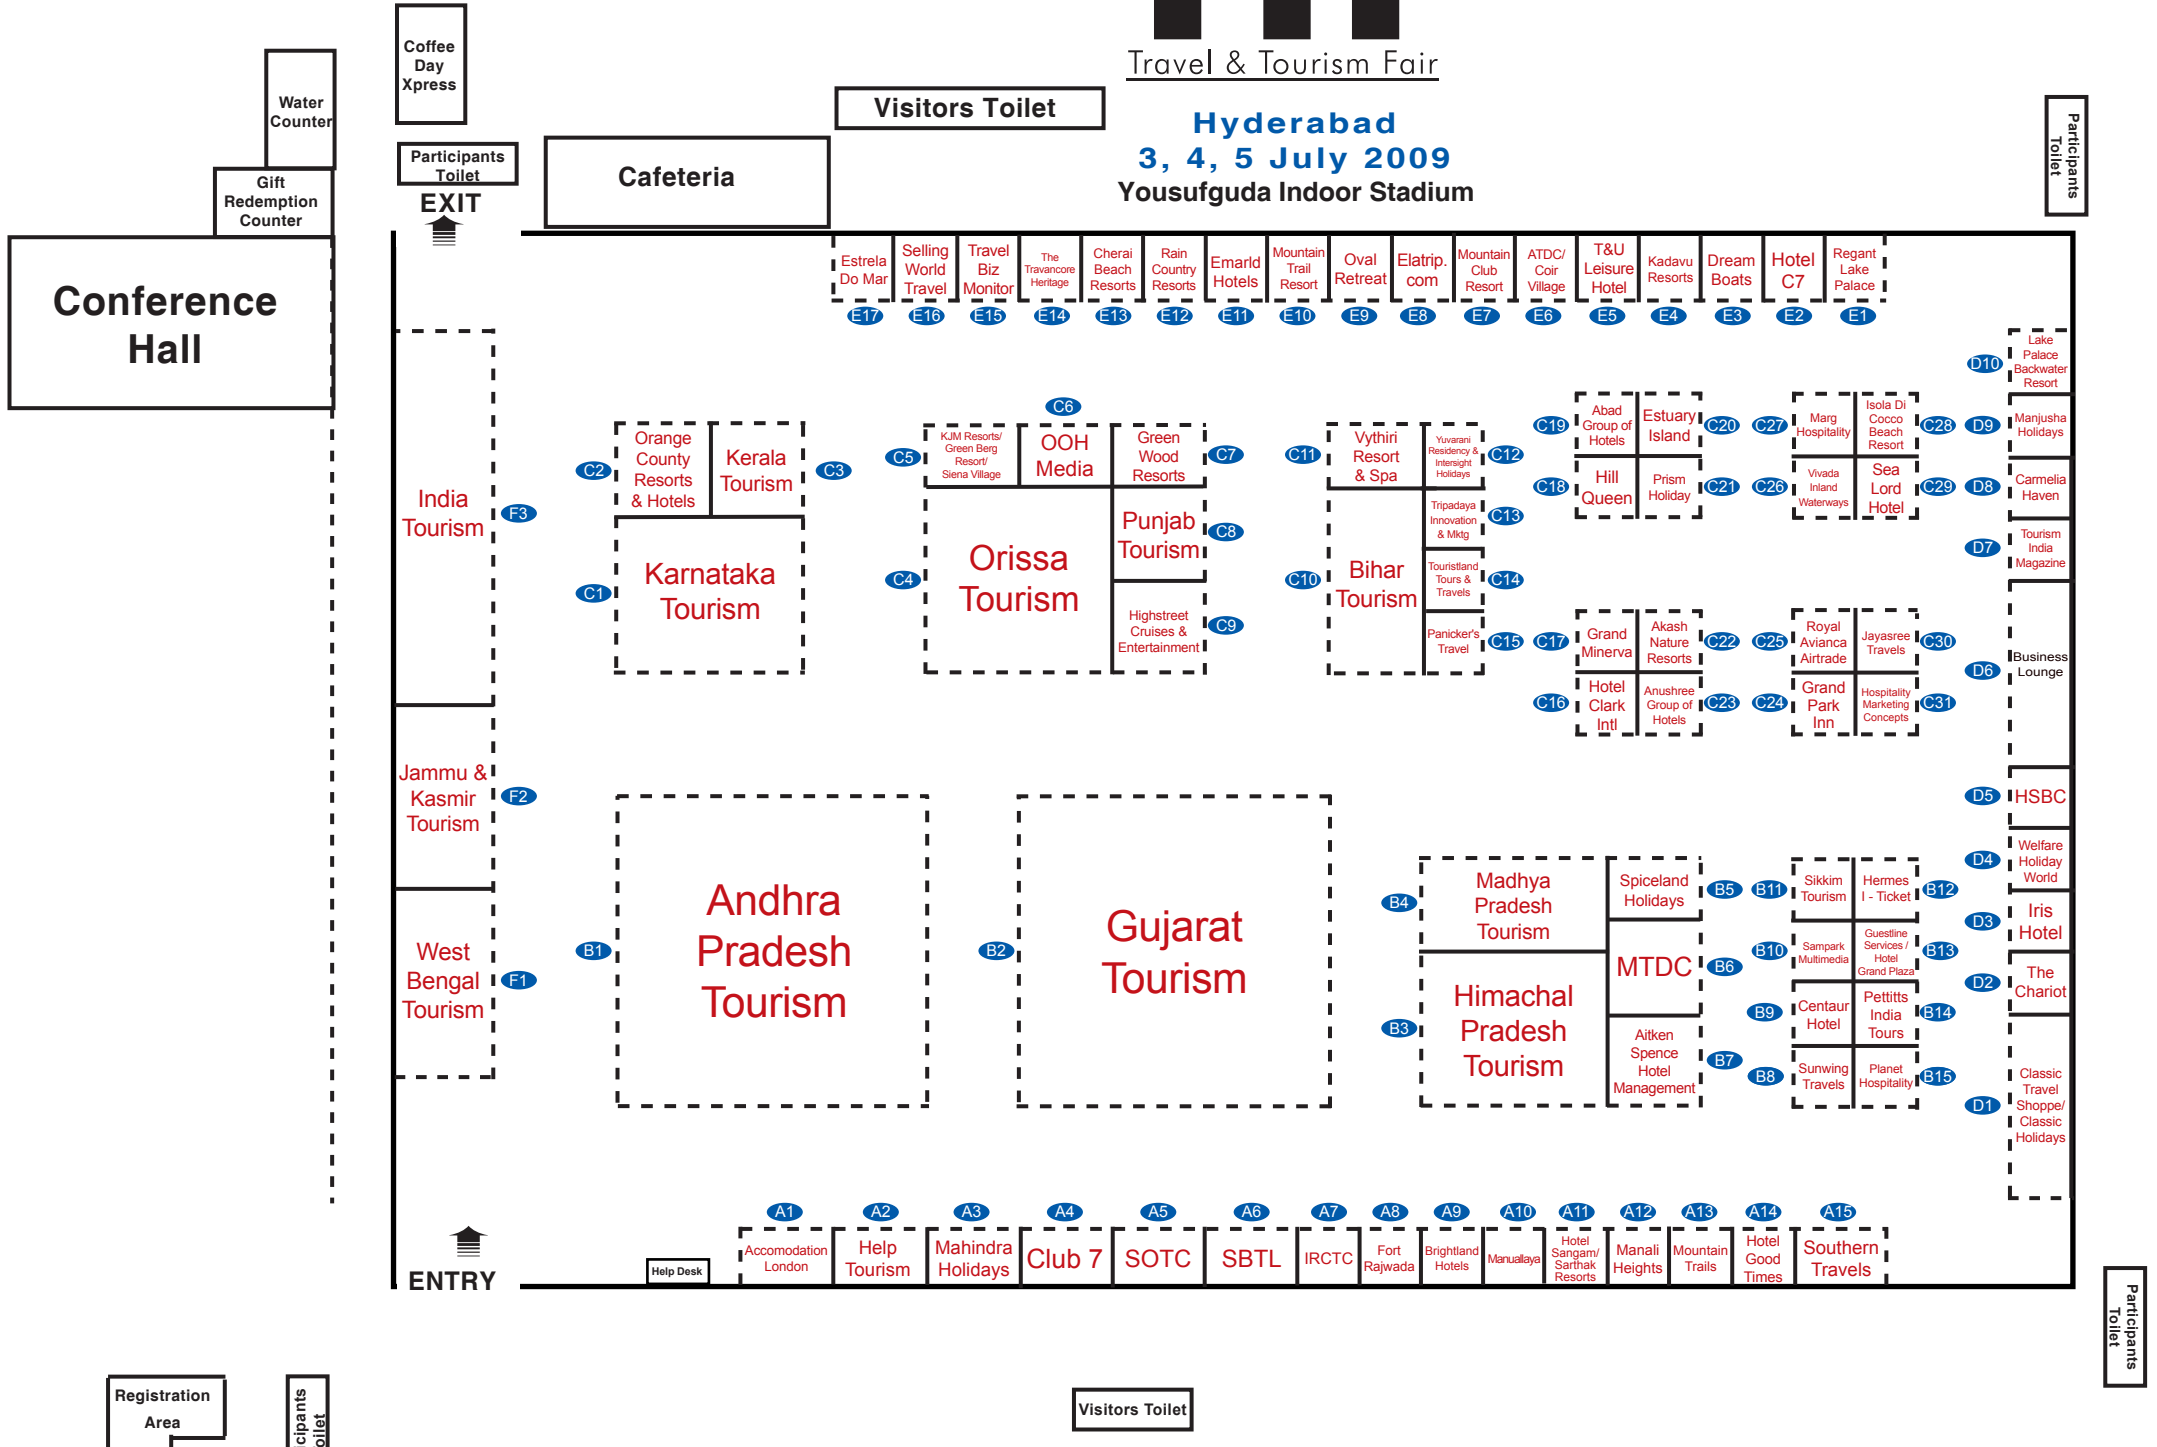 Travel & Tourism Fair
Hyderabad
3, 4, 5 July 2009
Yousufguda Indoor Stadium
Coffee
Day
Xpress
Water
Counter
Participants
Toilet
Gift
Redemption
Counter
EXIT
Visitors Toilet
Cafeteria
Participants
Toilet
Conference
Hall
Estrela
Do Mar
Selling
World
Travel
Travel
Biz
Monitor
The
Travancore
Heritage
Cherai
Beach
Resorts
Rain
Country
Resorts
Emarld
Hotels
Mountain
Trail
Resort
Oval
Retreat
Elatrip.
com
Mountain
Club
Resort
ATDC/
Coir
Village
T&U
Leisure
Hotel
Kadavu
Resorts
Dream
Boats
Hotel
C7
Regant
Lake
Palace
E17
E16
E15
E14
E13
E12
E11
E10
E9
E8
E7
E6
E5
E4
E3
E2
E1
India
Tourism
F3
Jammu &
Kasmir
Tourism
F2
West
Bengal
Tourism
F1
C2
Orange
County
Resorts
& Hotels
Kerala
Tourism
C3
C1
Karnataka
Tourism
C6
C5
KJM Resorts/
Green Berg
Resort/
Siena Village
OOH
Media
Green
Wood
Resorts
C7
C4
Orissa
Tourism
Punjab
Tourism
C8
Highstreet
Cruises &
Entertainment
C9
C11
Vythiri
Resort
& Spa
Yuvarani
Residency &
Intersight
Holidays
C12
C10
Bihar
Tourism
Tripadaya
Innovation
& Mktg
C13
Touristland
Tours &
Travels
C14
Panicker's
Travel
C15
C19
Abad
Group of
Hotels
Estuary
Island
C20
C18
Hill
Queen
Prism
Holiday
C21
C17
Grand
Minerva
Akash
Nature
Resorts
C22
C16
Hotel
Clark
Intl
Anushree
Group of
Hotels
C23
C27
Marg
Hospitality
Isola Di
Cocco
Beach
Resort
C28
C26
Vivada
Inland
Waterways
Sea
Lord
Hotel
C29
C25
Royal
Avianca
Airtrade
Jayasree
Travels
C30
C24
Grand
Park
Inn
Hospitality
Marketing
Concepts
C31
D10
Lake
Palace
Backwater
Resort
D9
Manjusha
Holidays
D8
Carmelia
Haven
D7
Tourism
India
Magazine
D6
Business
Lounge
D5
HSBC
D4
Welfare
Holiday
World
D3
Iris
Hotel
D2
The
Chariot
D1
Classic
Travel
Shoppe/
Classic
Holidays
B1
Andhra
Pradesh
Tourism
B2
Gujarat
Tourism
B4
Madhya
Pradesh
Tourism
Spiceland
Holidays
B5
B3
Himachal
Pradesh
Tourism
MTDC
B6
Aitken
Spence
Hotel
Management
B7
B11
Sikkim
Tourism
Hermes
I - Ticket
B12
B10
Sampark
Multimedia
Guestline
Services /
Hotel
Grand Plaza
B13
B9
Centaur
Hotel
Pettitts
India
Tours
B14
B8
Sunwing
Travels
Planet
Hospitality
B15
A1
A2
A3
A4
A5
A6
A7
A8
A9
A10
A11
A12
A13
A14
A15
ENTRY
Help Desk
Accomodation
London
Help
Tourism
Mahindra
Holidays
Club 7
SOTC
SBTL
IRCTC
Fort
Rajwada
Brightland
Hotels
Manuallaya
Hotel
Sangam/
Sarthak
Resorts
Manali
Heights
Mountain
Trails
Hotel
Good
Times
Southern
Travels
Participants
Toilet
Registration
Area
icipants
oilet
Visitors Toilet